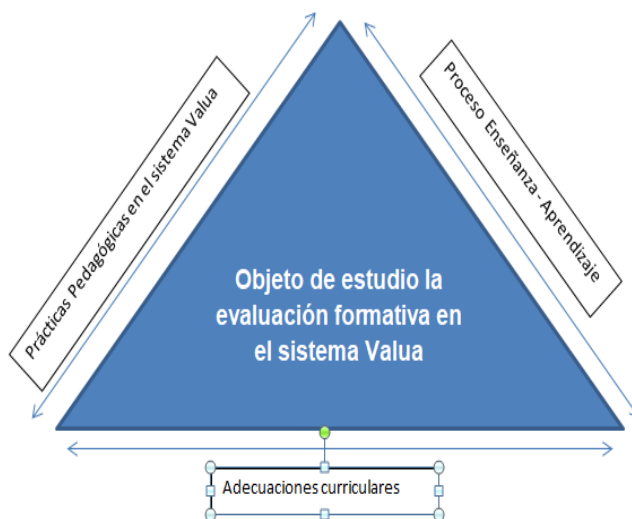 Prácticas Pedagógicas en el sistema Valua
Proceso Enseñanza - Aprendizaje
Objeto de estudio la
evaluación formativa en
el sistema Valua
Adecuaciones curriculares